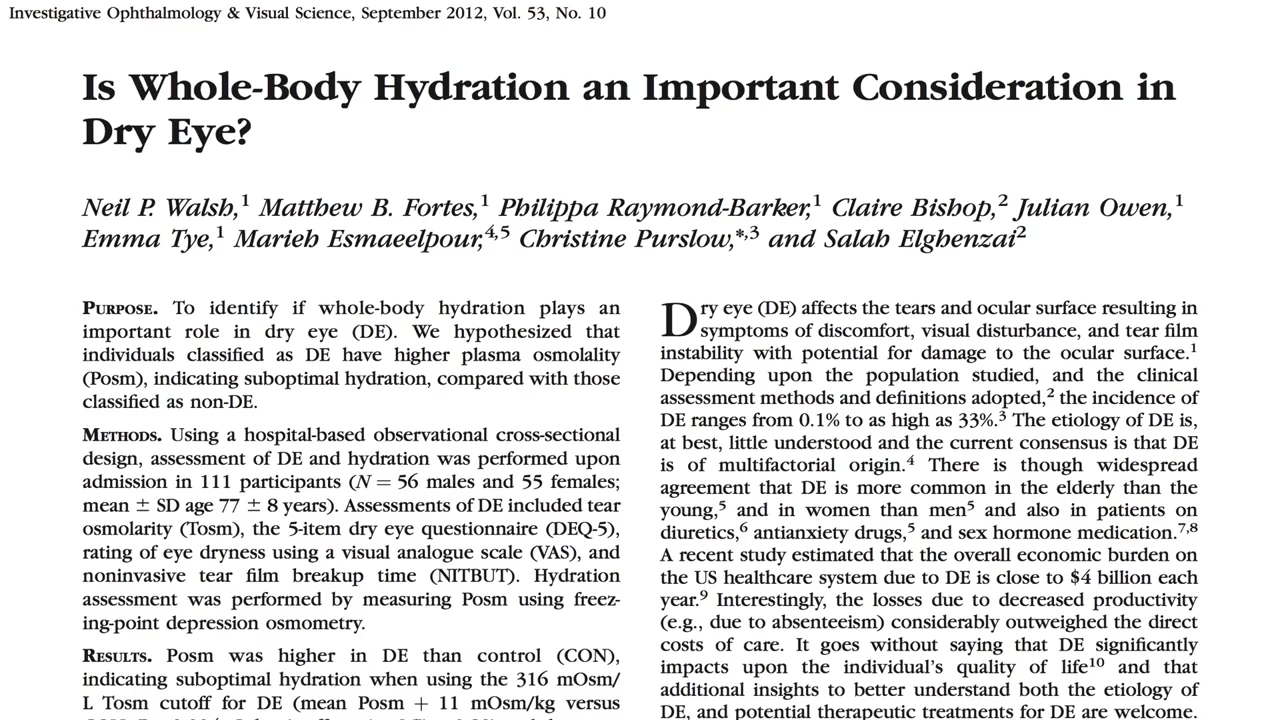 Investigative Ophthalmology & Visual Science, September 2012, Vol. 53, No. 10
Is Whole-Body Hydration an Important Consideration in
Dry Eye?
Neil P. Walsh,1 Matthew B. Fortes,1 Philippa Raymond-Barker,1 Claire Bishop,2 Julian Owen,1
Emma Tye,1 Marieh Esmaeelpour,4,5 Christine Purslow,*,3 and Salah Elghenzai2
PURPOSE. To identify if whole-body hydration plays an
important role in dry eye (DE). We hypothesized that
individuals classified as DE have higher plasma osmolality
(Posm), indicating suboptimal hydration, compared with those
classified as non-DE.
METHODS. Using a hospital-based observational cross-sectional
design, assessment of DE and hydration was performed upon
admission in 111 participants (N = 56 males and 55 females;
mean ± SD age 77 ± 8 years). Assessments of DE included tear
osmolarity (Tosm), the 5-item dry eye questionnaire (DEQ-5),
rating of eye dryness using a visual analogue scale (VAS), and
noninvasive tear film breakup time (NITBUT). Hydration
assessment was performed by measuring Posm using freez-
ing-point depression osmometry.
RESULTS. Posm was higher in DE than control (CON),
indicating suboptimal hydration when using the 316 mOsm/
L Tosm cutoff for DE (mean Posm + 11 mOsm/kg versus
Dry eye (DE) affects the tears and ocular surface resulting in
symptoms of discomfort, visual disturbance, and tear film
instability with potential for damage to the ocular surface.1
Depending upon the population studied, and the clinical
assessment methods and definitions adopted,2 the incidence of
DE ranges from 0.1% to as high as 33%.3 The etiology of DE is,
at best, little understood and the current consensus is that DE
is of multifactorial origin.4 There is though widespread
agreement that DE is more common in the elderly than the
young,5 and in women than men5 and also in patients on
diuretics,6 antianxiety drugs,5 and sex hormone medication.7,8
A recent study estimated that the overall economic burden on
the US healthcare system due to DE is close to $4 billion each
year.9 Interestingly, the losses due to decreased productivity
(e.g., due to absenteeism) considerably outweighed the direct
costs of care. It goes without saying that DE significantly
impacts upon the individual's quality of life10 and that
additional insights to better understand both the etiology of
DE, and potential therapeutic treatments for DE are welcome.